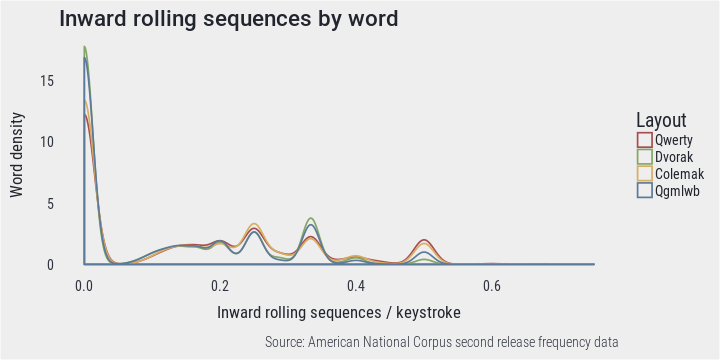 Inward rolling sequences by word
Word density
15
10
5
0
0.0 0.2 0.4 0.6
Inward rolling sequences / keystroke
Layout
Qwerty
Dvorak
Colemak
Qgmlwb
Source: American National Corpus second release frequency data